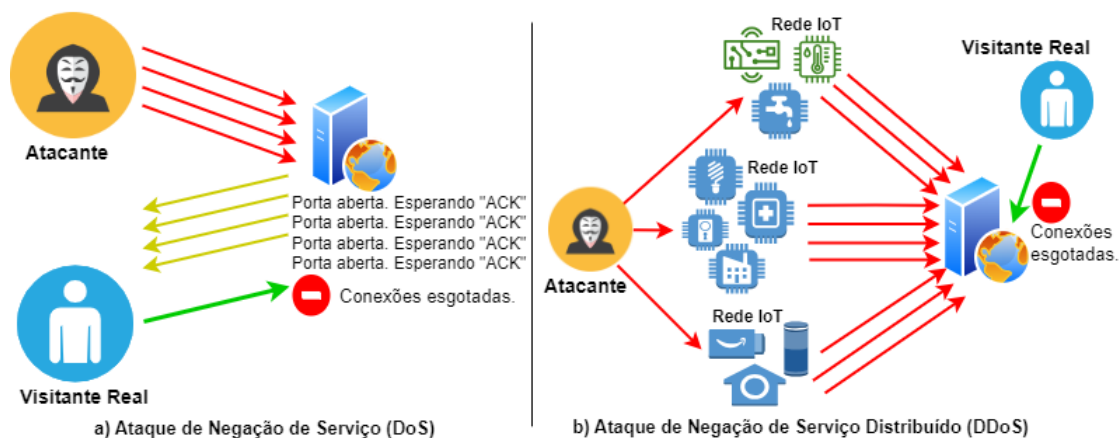 Atacante
Porta aberta. Esperando "ACK"
Porta aberta. Esperando "ACK"
Porta aberta. Esperando "ACK"
Porta aberta. Esperando "ACK"
Conexões esgotadas.
Visitante Real
a) Ataque de Negação de Serviço (DoS)
Rede IoT
Visitante Real
Rede IoT
Conexões
esgotadas.
Atacante
Rede IoT
b) Ataque de Negação de Serviço Distribuído (DDoS)